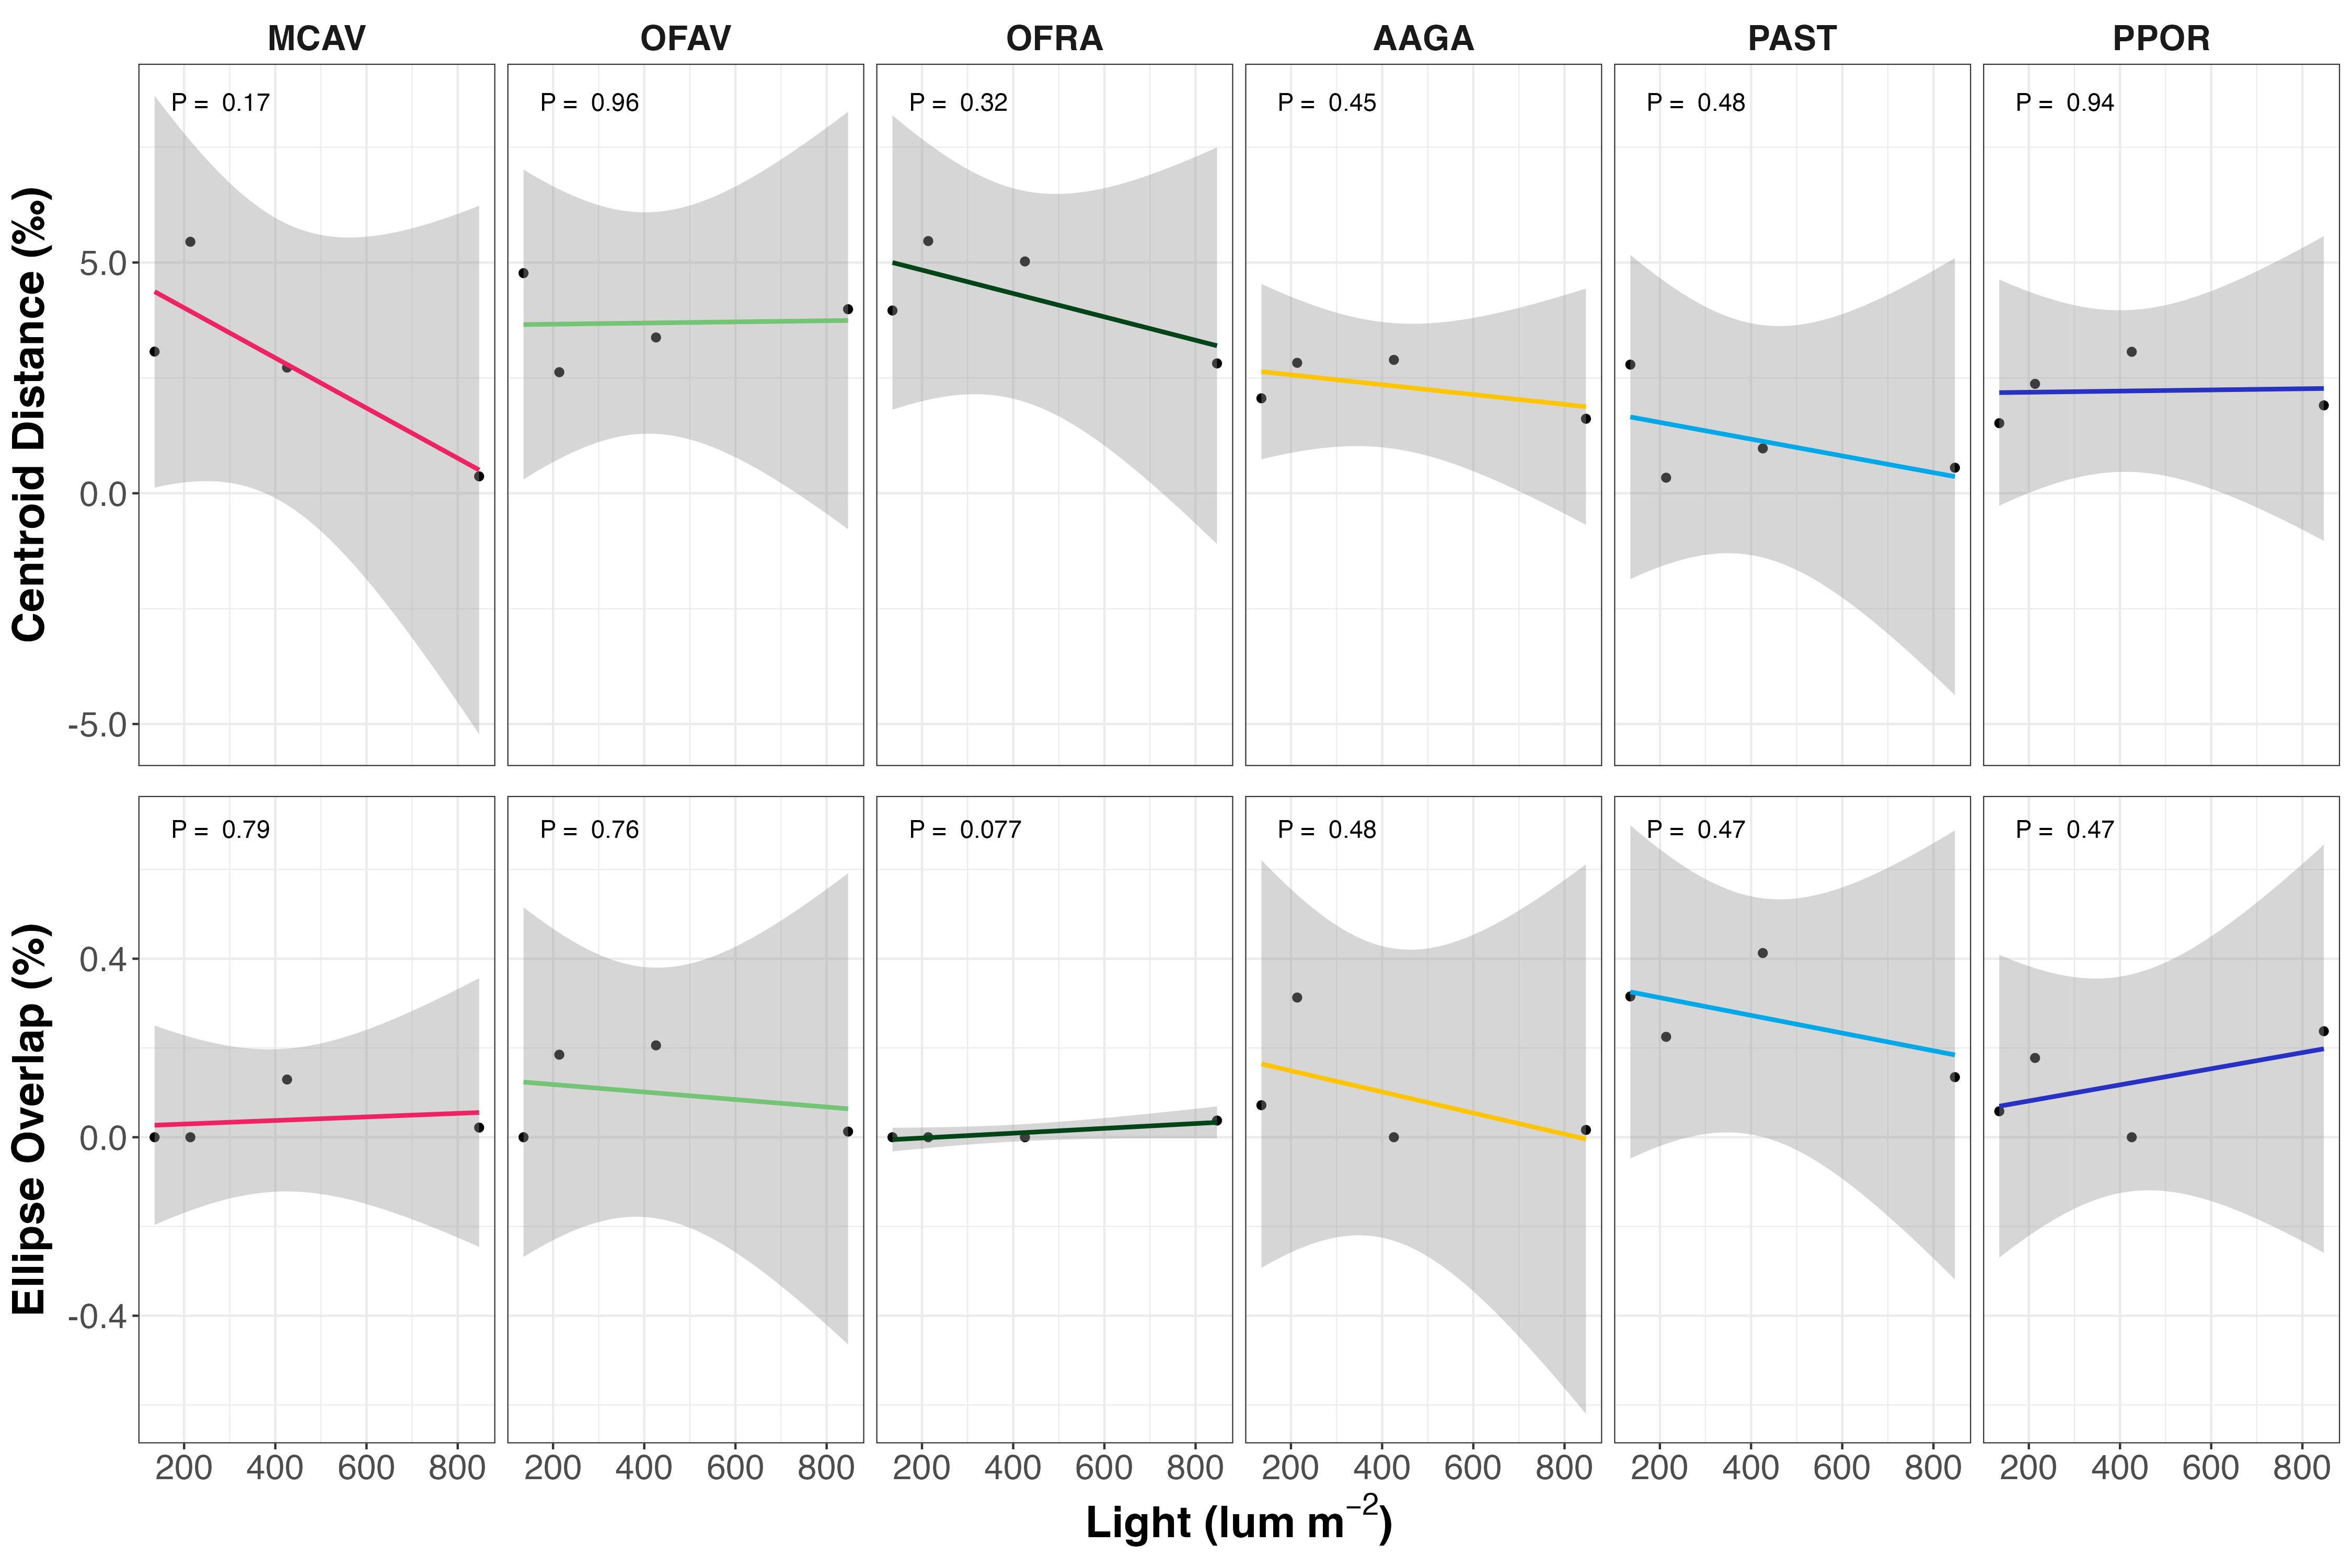 MCAV OFAV OFRA AAGA PAST PPOR
P = 0.17 P = 0.96 P = 0.32 P = 0.45 P = 0.48 P = 0.94
Centroid Distance (‰)
5.0
0.0
-5.0
P = 0.79 P = 0.76 P = 0.077 P = 0.48 P = 0.47 P = 0.47
Ellipse Overlap (%)
0.4
0.0
-0.4
200 400 600 800 200 400 600 800 200 400 600 800 200 400 600 800 200 400 600 800 200 400 600 800
Light (lum m⁻²)